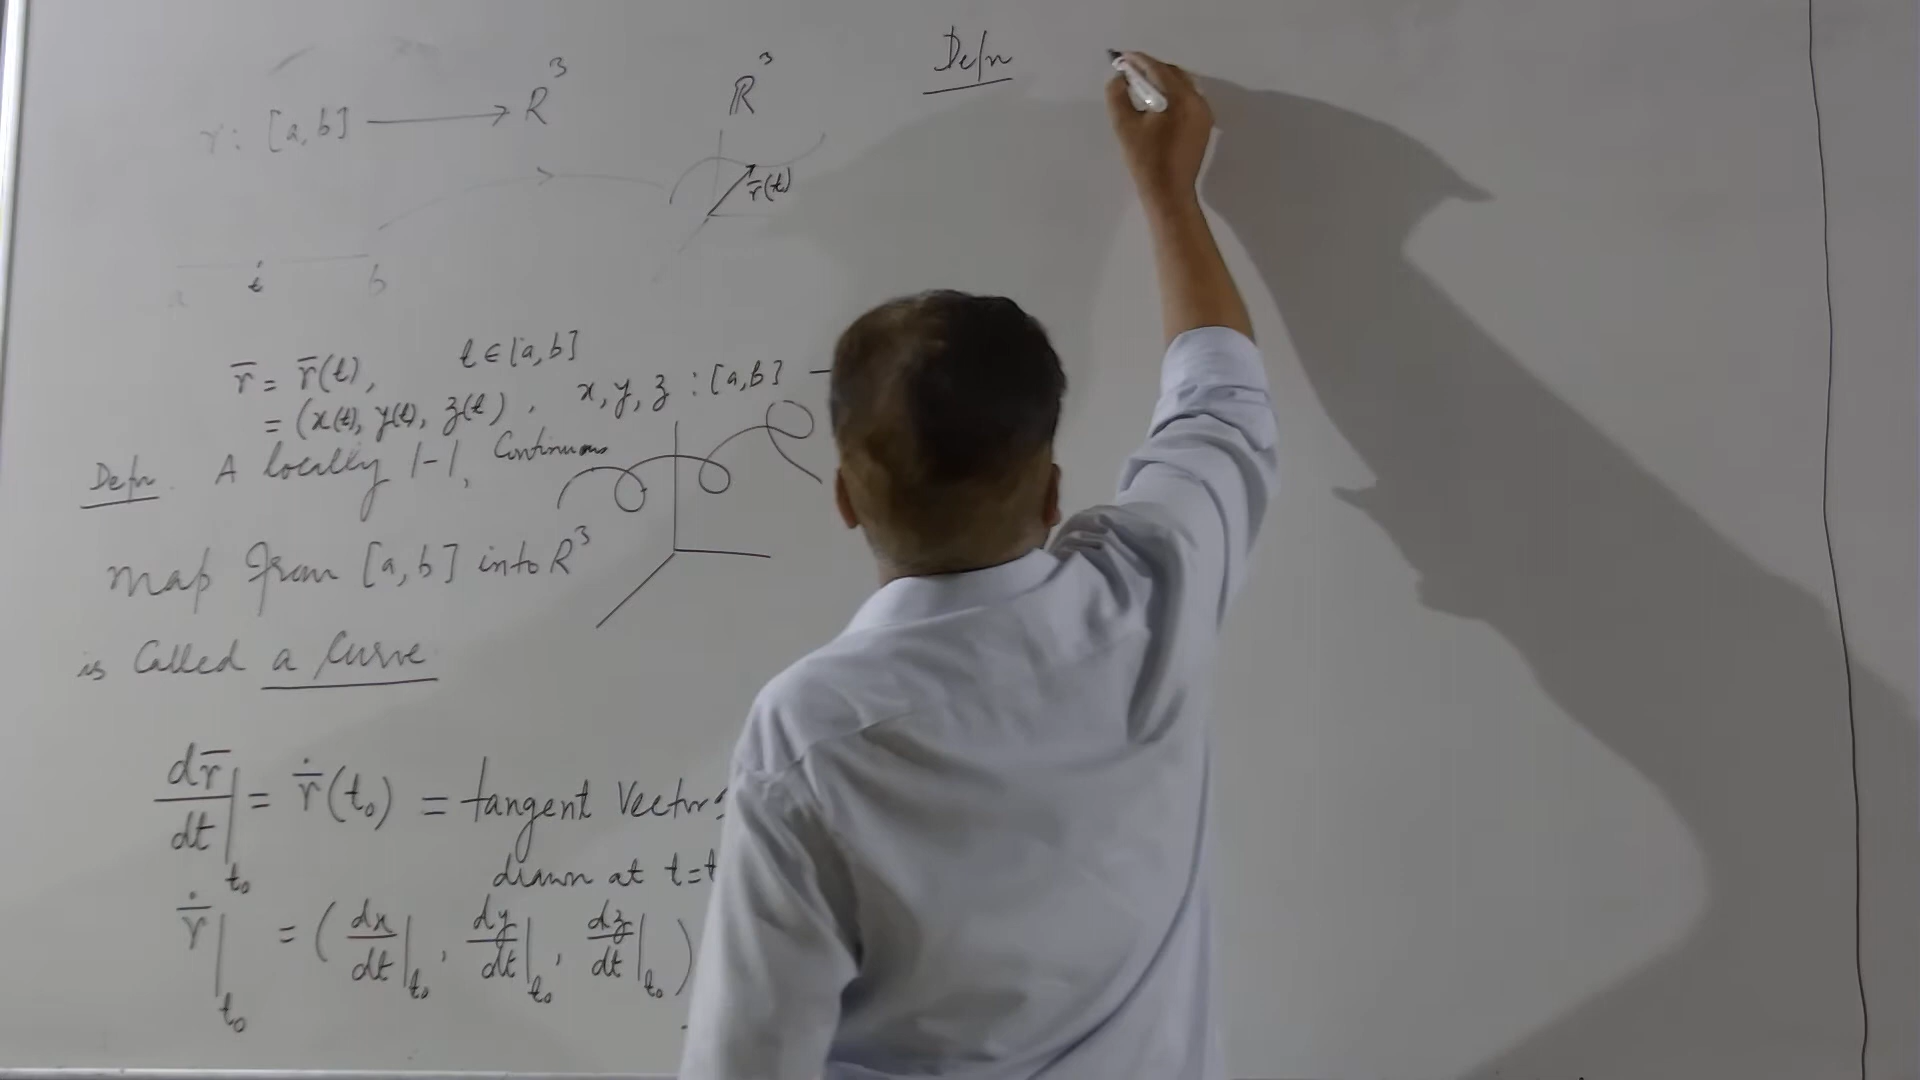 r: [a, b] ⟶ R³
R³
r̄(t)
a t b
r̄ = r̄(t), t ∈ [a, b]
= (x(t), y(t), z(t)), x, y, z : [a, b] –
Defn. A locally 1-1, Continuous
map from [a, b] into R³
is Called a Curve
dr̄/dt|t₀ = ṙ̄(t₀) = tangent Vector
drawn at t = t
ṙ̄|t₀ = (dx/dt|t₀, dy/dt|t₀, dz/dt|t₀)
Defn